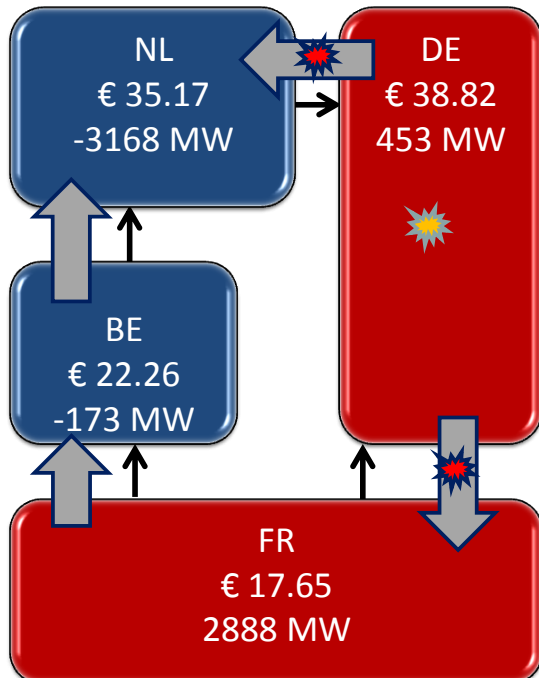 NL
€ 35.17
-3168 MW
DE
€ 38.82
453 MW
BE
€ 22.26
-173 MW
FR
€ 17.65
2888 MW